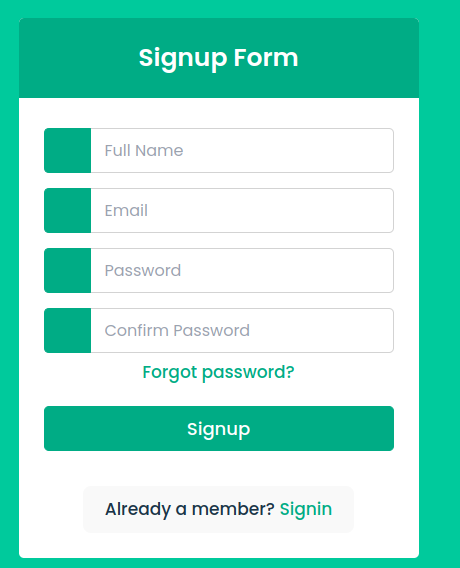 Signup Form
Full Name
Email
Password
Confirm Password
Forgot password?
Signup
Already a member? Signin